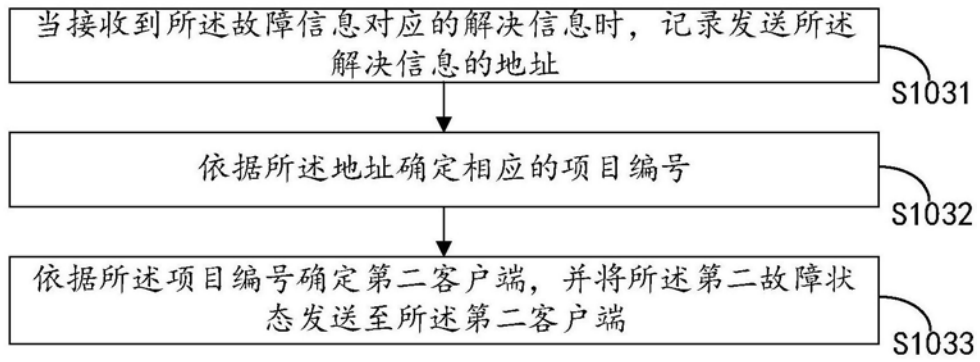 当接收到所述故障信息对应的解决信息时，记录发送所述
解决信息的地址
S1031
依据所述地址确定相应的项目编号
S1032
依据所述项目编号确定第二客户端，并将所述第二故障状
态发送至所述第二客户端
S1033